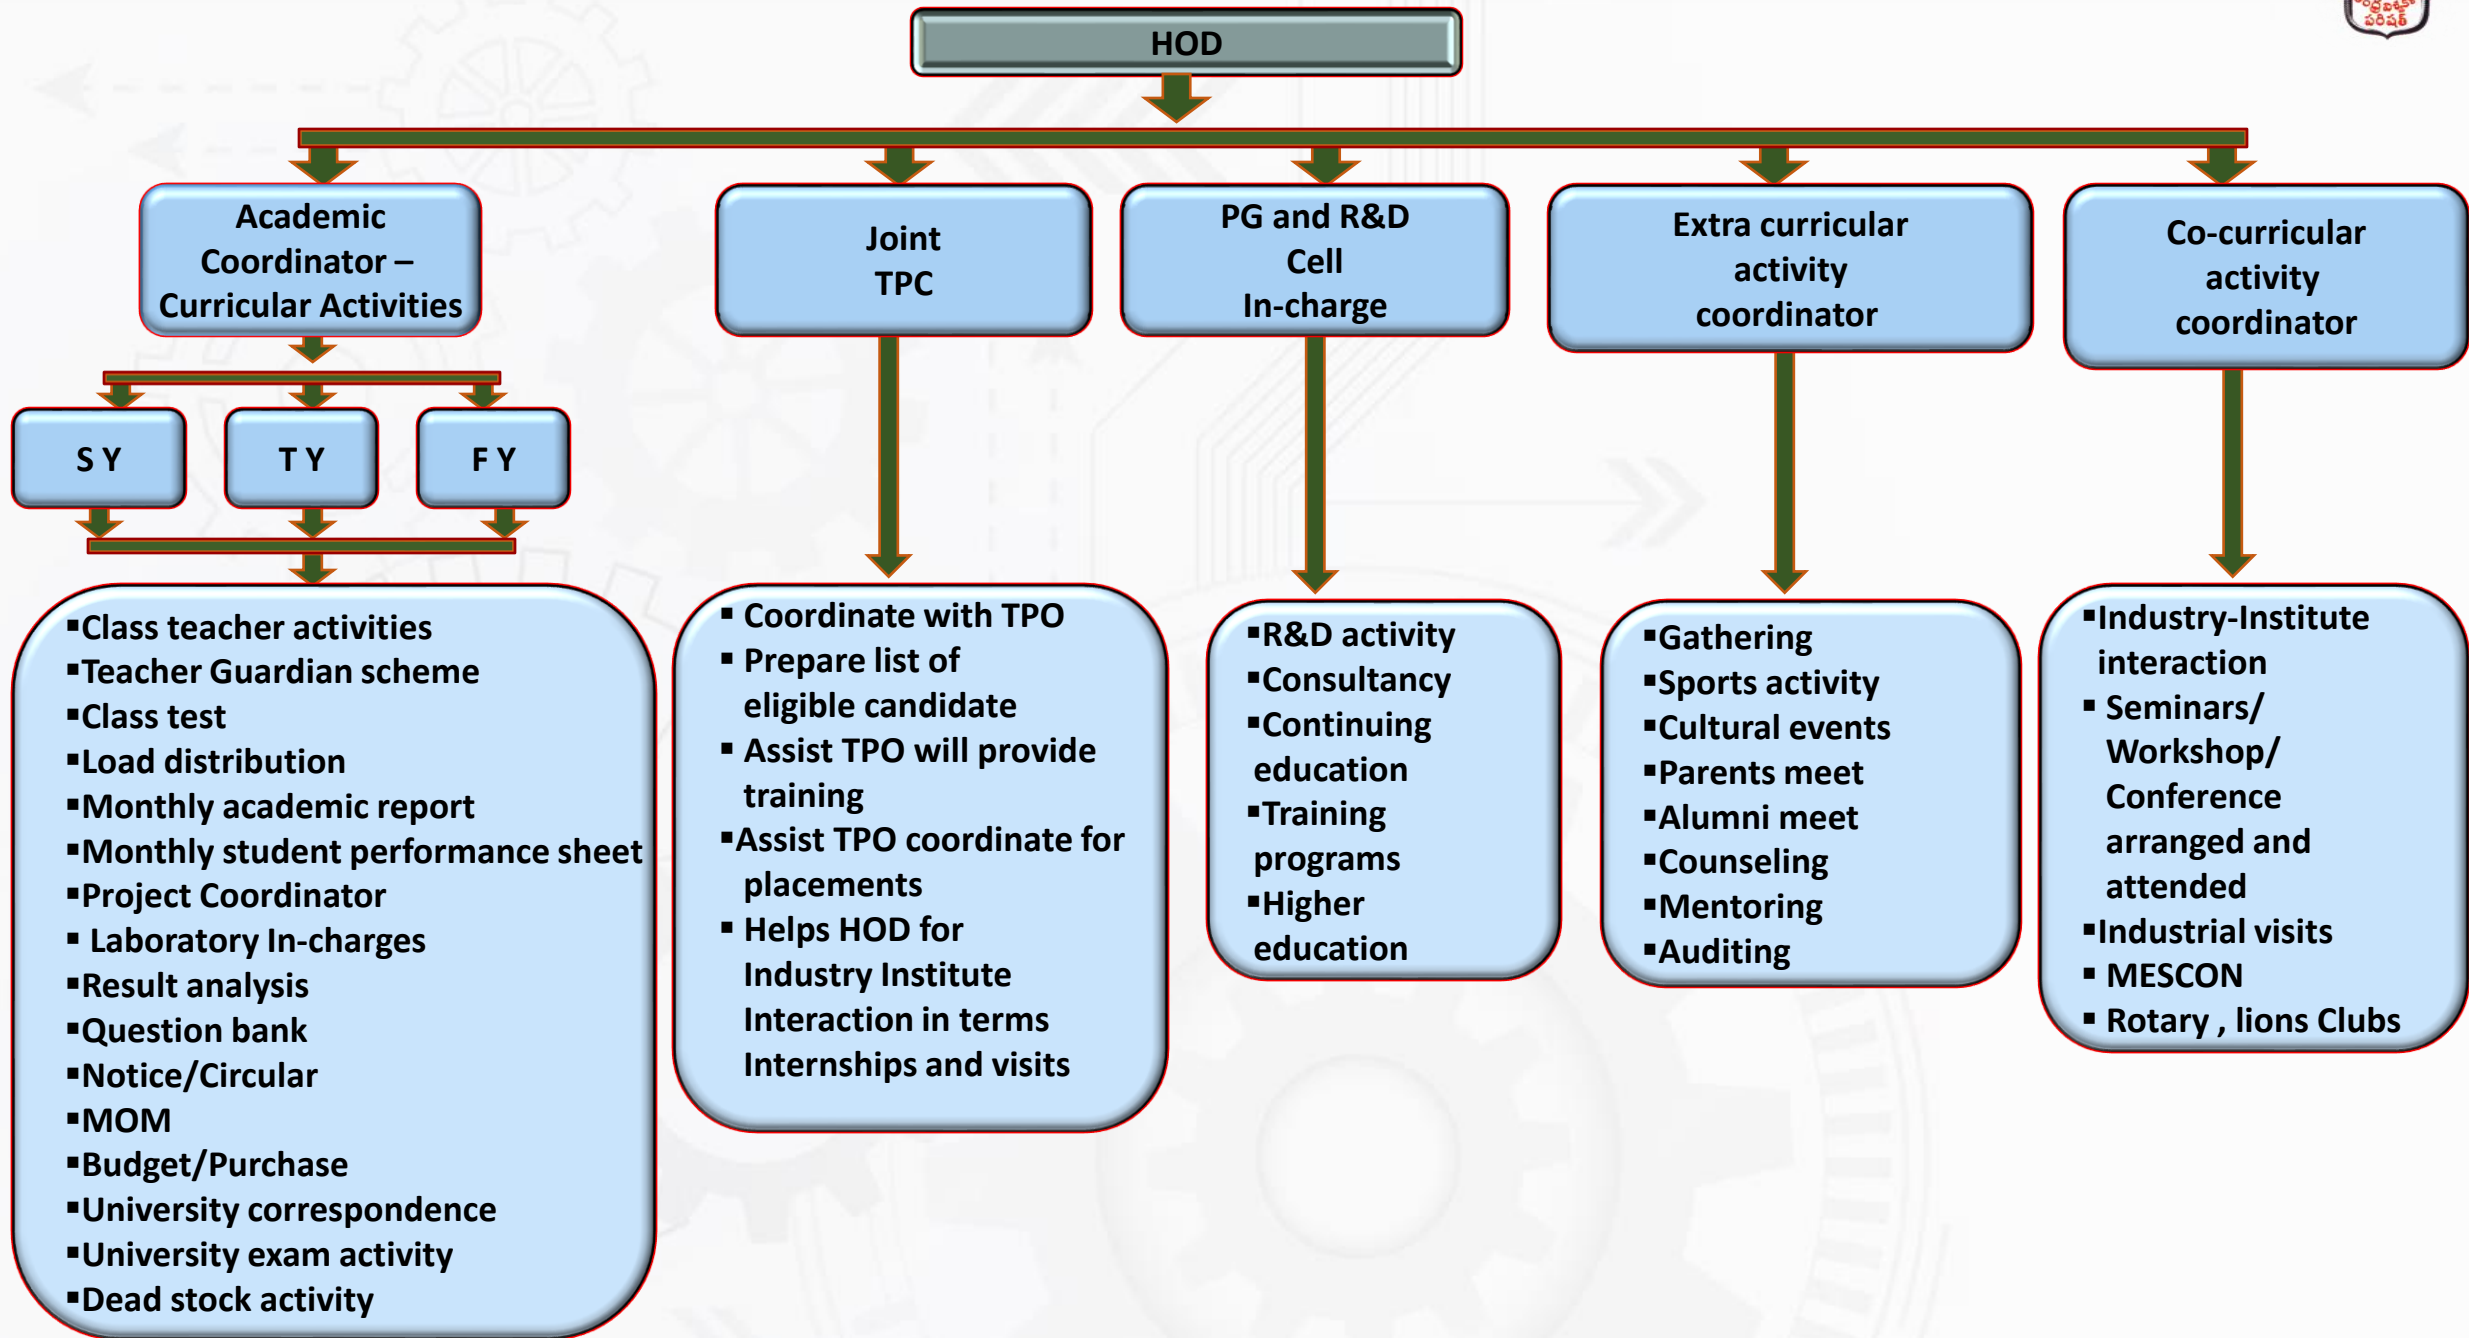 పరిషత్
HOD
Academic
Coordinator –
Curricular Activities
Joint
TPC
PG and R&D
Cell
In-charge
Extra curricular
activity
coordinator
Co-curricular
activity
coordinator
S Y
T Y
F Y
▪Class teacher activities
▪Teacher Guardian scheme
▪Class test
▪Load distribution
▪Monthly academic report
▪Monthly student performance sheet
▪Project Coordinator
▪ Laboratory In-charges
▪Result analysis
▪Question bank
▪Notice/Circular
▪MOM
▪Budget/Purchase
▪University correspondence
▪University exam activity
▪Dead stock activity
▪ Coordinate with TPO
▪ Prepare list of
eligible candidate
▪ Assist TPO will provide
training
▪Assist TPO coordinate for
placements
▪ Helps HOD for
Industry Institute
Interaction in terms
Internships and visits
▪R&D activity
▪Consultancy
▪Continuing
education
▪Training
programs
▪Higher
education
▪Gathering
▪Sports activity
▪Cultural events
▪Parents meet
▪Alumni meet
▪Counseling
▪Mentoring
▪Auditing
▪Industry-Institute
interaction
▪ Seminars/
Workshop/
Conference
arranged and
attended
▪Industrial visits
▪ MESCON
▪ Rotary , lions Clubs